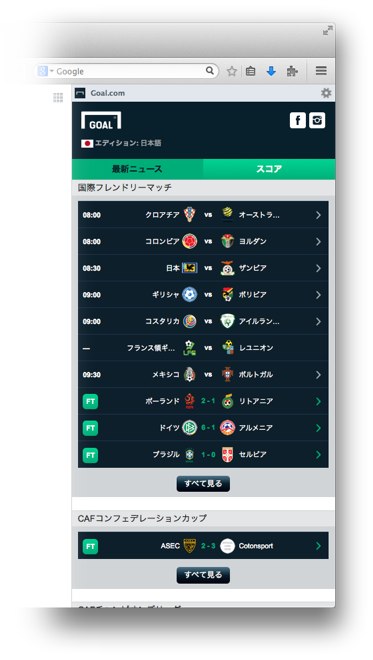 Google
Goal.com
GOAL
エディション: 日本語
最新ニュース スコア
国際フレンドリーマッチ
08:00 クロアチア vs オーストラ...
08:00 コロンビア vs ヨルダン
08:30 日本 vs ザンビア
09:00 ギリシャ vs ボリビア
09:00 コスタリカ vs アイルラン...
— フランス領ギ... vs レユニオン
09:30 メキシコ vs ポルトガル
FT ポーランド 2 - 1 リトアニア
FT ドイツ 6 - 1 アルメニア
FT ブラジル 1 - 0 セルビア
すべて見る
CAFコンフェデレーションカップ
FT ASEC 2 - 3 Cotonsport
すべて見る